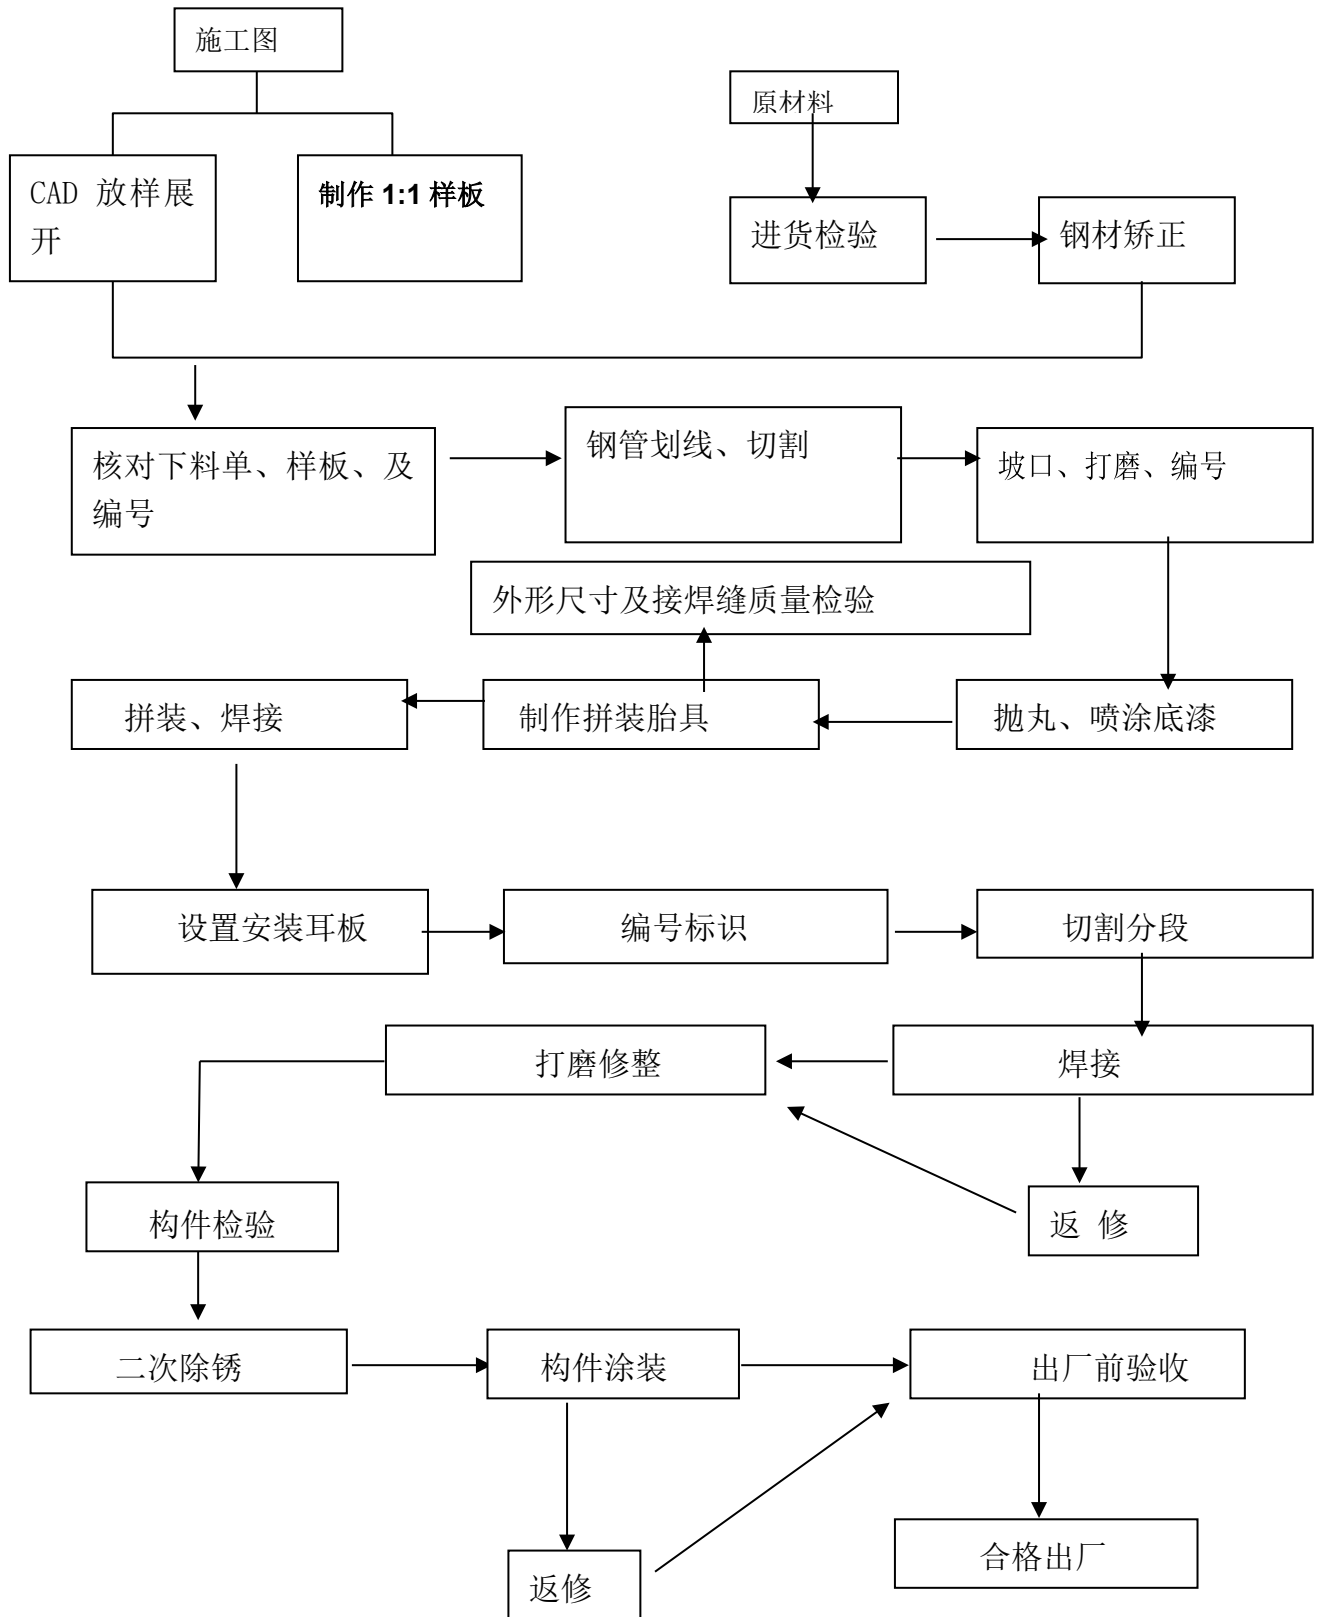 施工图
原材料
CAD 放样展
开
制作 1:1 样板
进货检验
钢材矫正
核对下料单、样板、及
编号
钢管划线、切割
坡口、打磨、编号
外形尺寸及接焊缝质量检验
拼装、焊接
制作拼装胎具
抛丸、喷涂底漆
设置安装耳板
编号标识
切割分段
打磨修整
焊接
构件检验
返 修
二次除锈
构件涂装
出厂前验收
合格出厂
返修